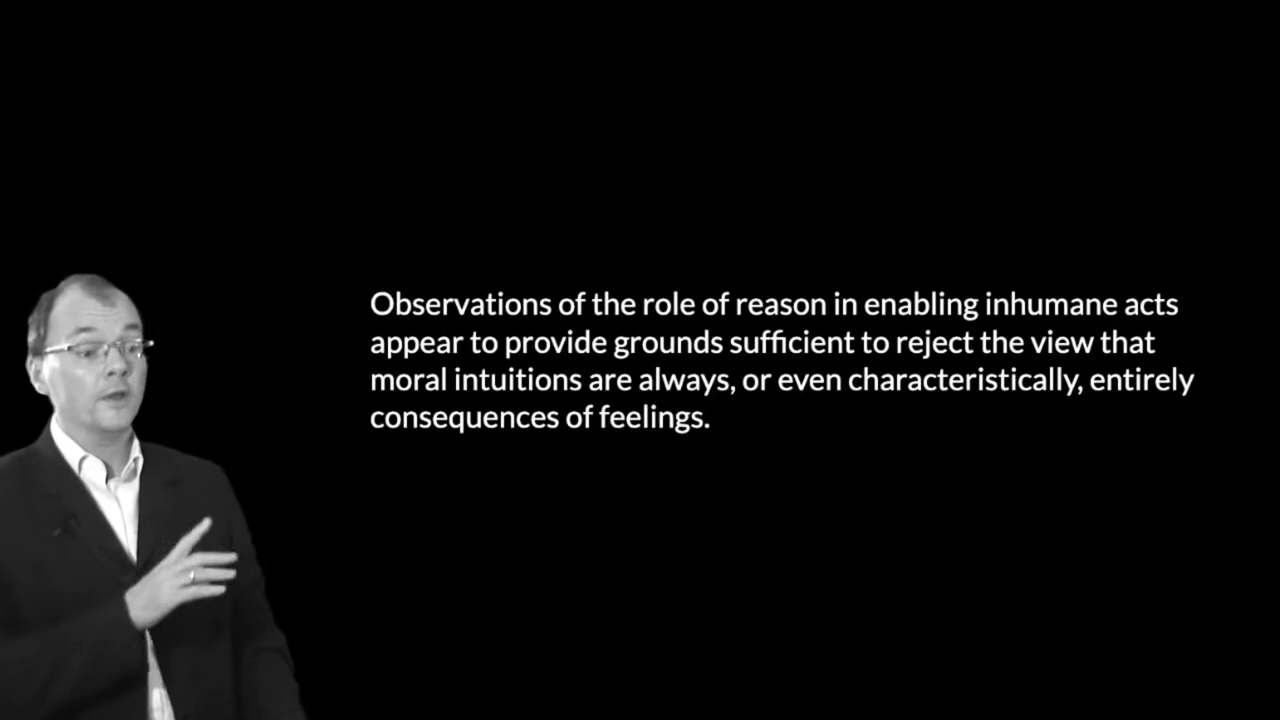 Observations of the role of reason in enabling inhumane acts
appear to provide grounds sufficient to reject the view that
moral intuitions are always, or even characteristically, entirely
consequences of feelings.